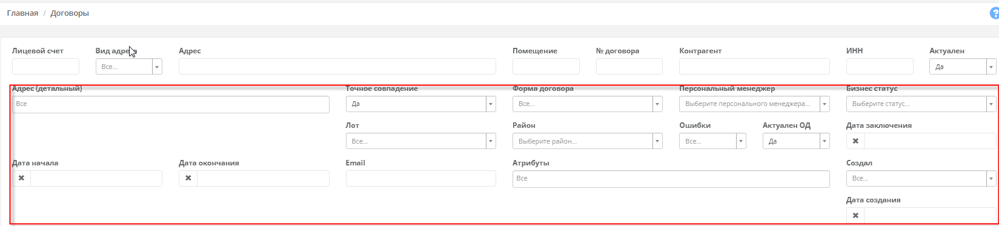 Главная / Договоры
Лицевой счет Вид адреса Адрес Помещение № договора Контрагент ИНН Актуален
Все... Да
Адрес (детальный) Точное совпадение Форма договора Персональный менеджер Бизнес статус
Все Да Все... Выберите персонального менеджера... Выберите статус...
Лот Район Ошибки Актуален ОД Дата заключения
Все... Выберите район... Все... Да
Дата начала Дата окончания Email Атрибуты Создал
Все Все...
Дата создания